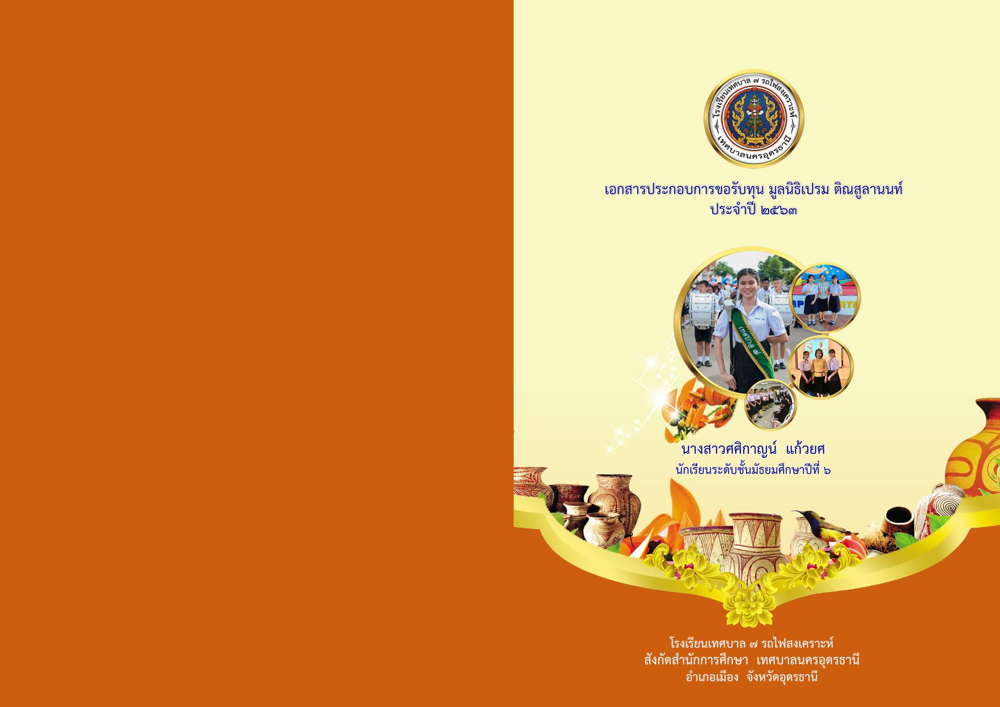 โรงเรียนเทศบาล ๗ รถไฟสงเคราะห์
เทศบาลนครอุดรธานี
เอกสารประกอบการขอรับทุน มูลนิธิเปรม ติณสูลานนท์
ประจำปี ๒๕๖๓
เทศบาล ๗
นางสาวศศิกาญน์ แก้วยศ
นักเรียนระดับชั้นมัธยมศึกษาปีที่ ๖
โรงเรียนเทศบาล ๗ รถไฟสงเคราะห์
สังกัดสำนักการศึกษา เทศบาลนครอุดรธานี
อำเภอเมือง จังหวัดอุดรธานี